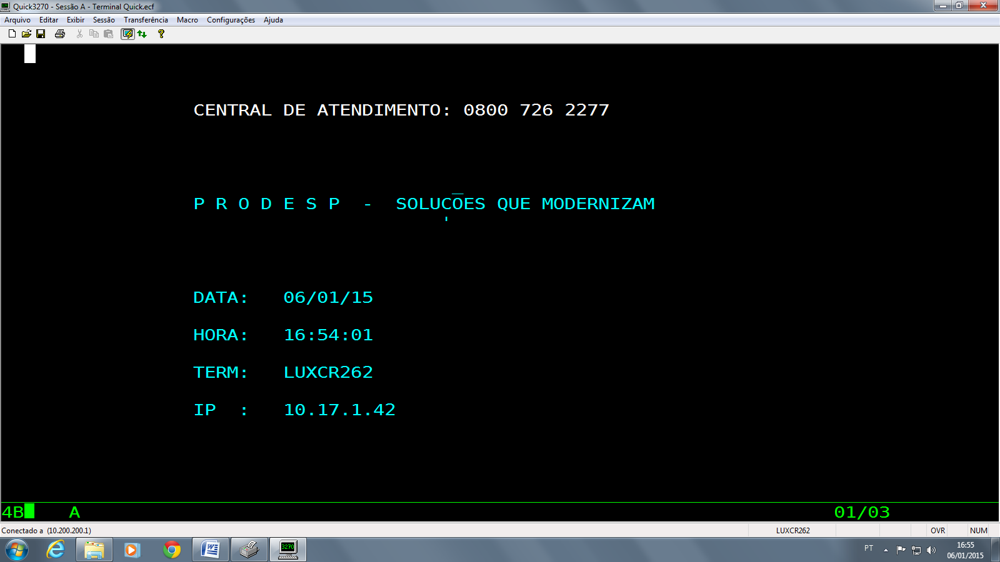 Quick3270 - Sessão A - Terminal Quick.ecf
Arquivo Editar Exibir Sessão Transferência Macro Configurações Ajuda
CENTRAL DE ATENDIMENTO: 0800 726 2277
P R O D E S P - SOLUCOES QUE MODERNIZAM
DATA: 06/01/15
HORA: 16:54:01
TERM: LUXCR262
IP : 10.17.1.42
4B A 01/03
Conectado a (10.200.200.1) LUXCR262 OVR NUM
3270
PT 16:55
06/01/2015